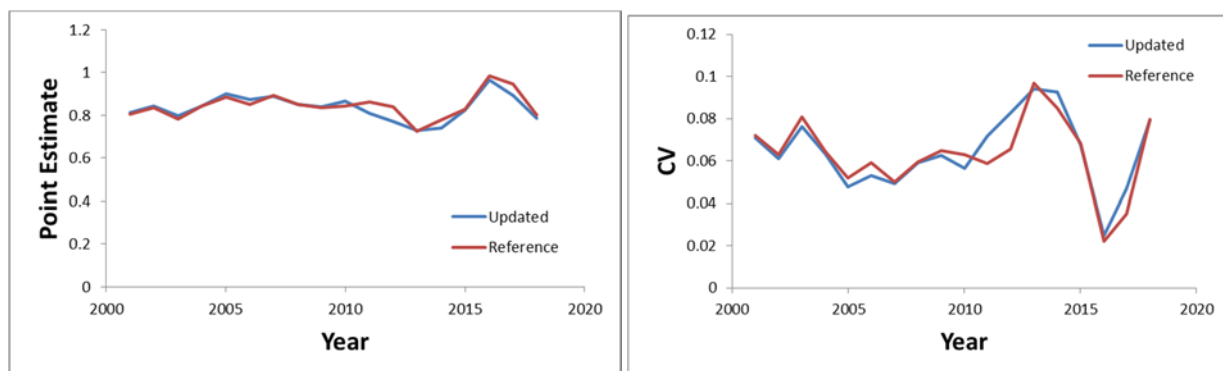 1.2
1
0.8
0.6
0.4
0.2
0
Point Estimate
Updated
Reference
2000 2005 2010 2015 2020
Year
0.12
0.1
0.08
0.06
0.04
0.02
0
CV
Updated
Reference
2000 2005 2010 2015 2020
Year